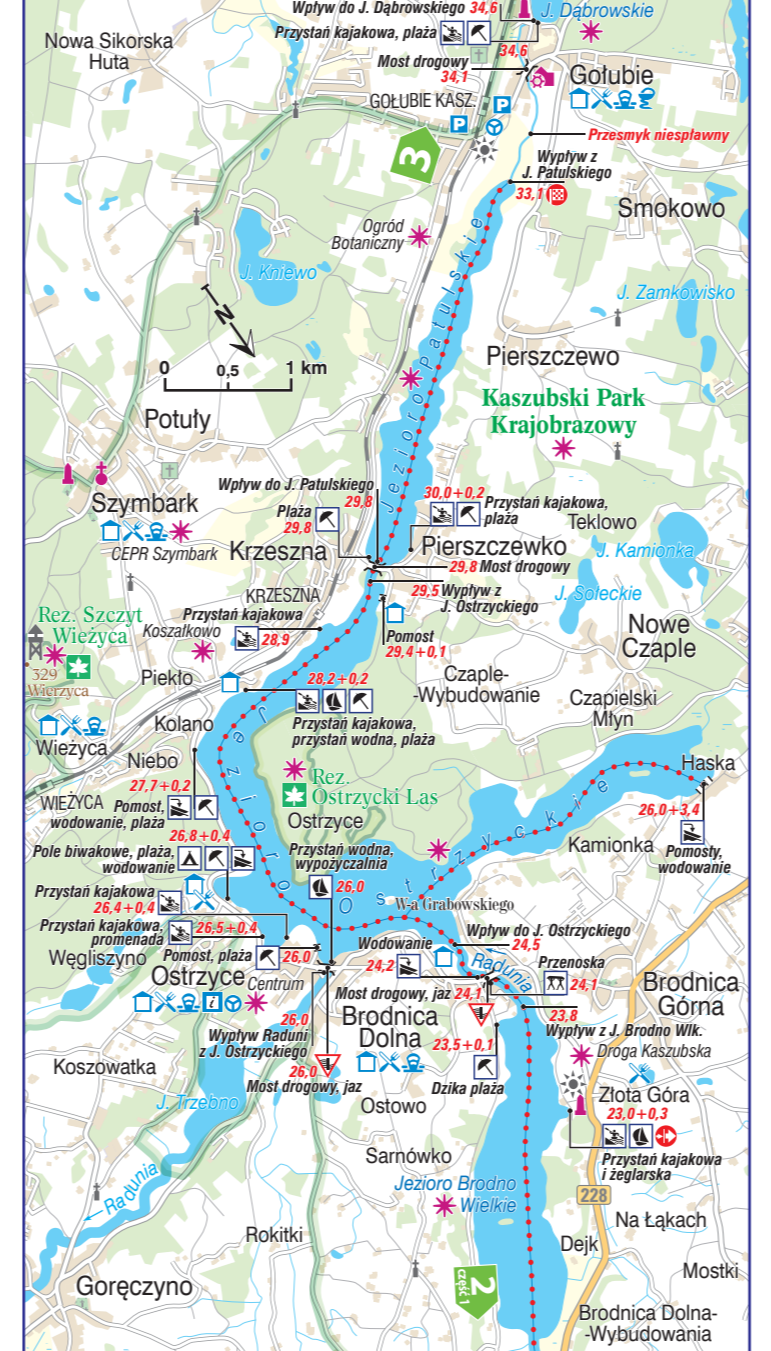 Wpływ do J. Dąbrowskiego 34,6
J. Dąbrowskie
Przystań kajakowa, plaża
34,6
Nowa Sikorska
Huta
Most drogowy
34,1
Gołubie
GOŁUBIE KASZ.
P
P
3
Przesmyk niespławny
Wypływ z
J. Patulskiego
33,1
Smokowo
Ogród
Botaniczny
J. Kniewo
J. Zamkowisko
N
0 0,5 1 km
Jezioro Patulskie
Pierszczewo
Kaszubski Park
Krajobrazowy
Potuły
Szymbark
CEPR Szymbark
Wpływ do J. Patulskiego
29,8
Plaża
29,8
30,0+0,2
Przystań kajakowa,
plaża
Teklowo
Krzeszna
Pierszczewko
J. Kamionka
29,8 Most drogowy
KRZESZNA
29,5 Wypływ z
J. Ostrzyckiego
J. Sołeckie
Rez. Szczyt
Wieżyca
Koszałkowo
Przystań kajakowa
28,9
Pomost
29,4+0,1
Nowe
Czaple
329
Wierzyca
Piekło
28,2+0,2
Czaple-
-Wybudowanie
Czapielski
Młyn
Przystań kajakowa,
przystań wodna, plaża
Kolano
Wieżyca
Niebo
Haska
Rez.
Ostrzycki Las
27,7+0,2
WIEŻYCA
Pomost,
wodowanie, plaża
Ostrzyce
26,0+3,4
Pomosty,
wodowanie
Kamionka
26,8+0,4
Pole biwakowe, plaża,
wodowanie
Przystań wodna,
wypożyczalnia
26,0
Jezioro Ostrzyckie
W-a Grabowskiego
Przystań kajakowa
26,4+0,4
Przystań kajakowa,
promenada
26,5+0,4
Węgliszyno
Pomost, plaża
26,0
Wpływ do J. Ostrzyckiego
24,5
Wodowanie
24,2
Radunia
Przenoska
24,1
Ostrzyce
Centrum
i
Most drogowy, jaz 24,1
Brodnica
Górna
26,0
Wypływ Raduni
z J. Ostrzyckiego
Brodnica
Dolna
23,8
Wypływ z J. Brodno Wlk.
23,5+0,1
Dzika plaża
Droga Kaszubska
26,0
Most drogowy, jaz
Koszowatka
J. Trzebno
Ostowo
Złota Góra
23,0+0,3
Przystań kajakowa
i żeglarska
Sarnówko
Radunia
Jezioro Brodno
Wielkie
228
Na Łąkach
Rokitki
Dejk
Mostki
Goręczyno
2
część 1
Brodnica Dolna-
-Wybudowania